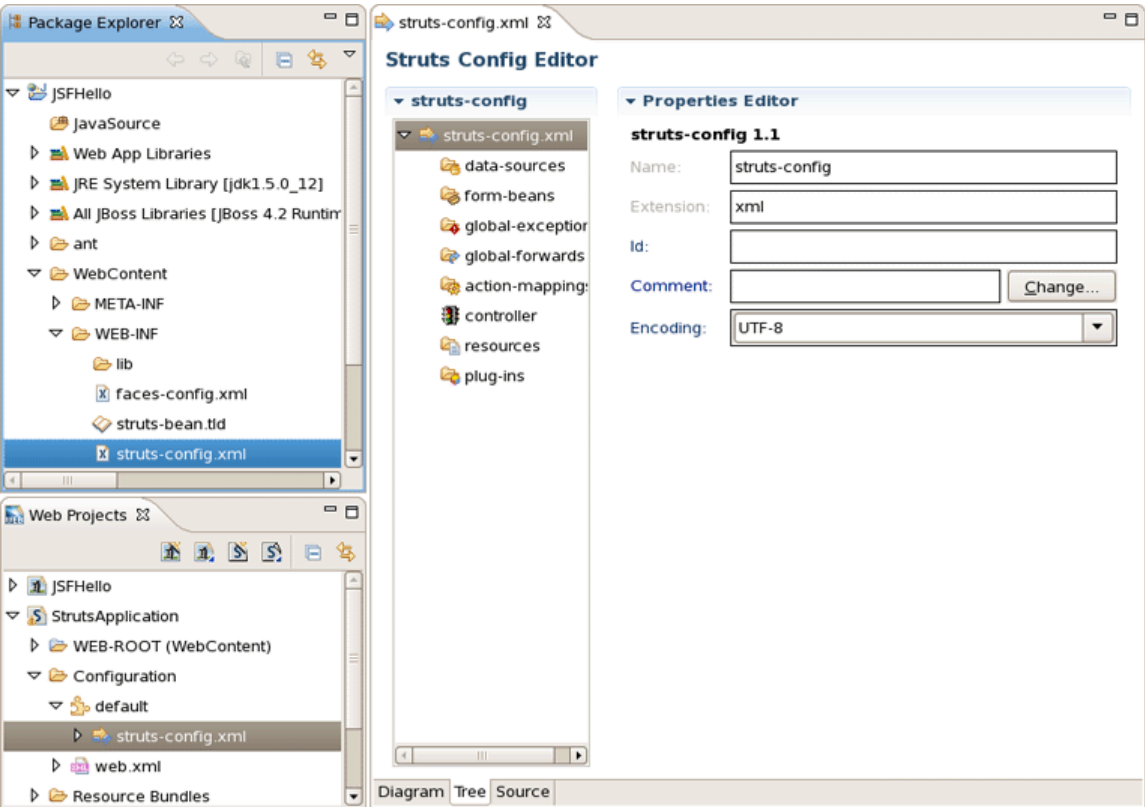 Package Explorer
JSFHello
JavaSource
Web App Libraries
JRE System Library [jdk1.5.0_12]
All JBoss Libraries [JBoss 4.2 Runtim
ant
WebContent
META-INF
WEB-INF
lib
faces-config.xml
struts-bean.tld
struts-config.xml
Web Projects
JSFHello
StrutsApplication
WEB-ROOT (WebContent)
Configuration
default
struts-config.xml
web.xml
Resource Bundles
struts-config.xml
Struts Config Editor
struts-config
struts-config.xml
data-sources
form-beans
global-exception
global-forwards
action-mappings
controller
resources
plug-ins
Properties Editor
struts-config 1.1
Name: struts-config
Extension: xml
Id:
Comment: Change...
Encoding: UTF-8
Diagram Tree Source